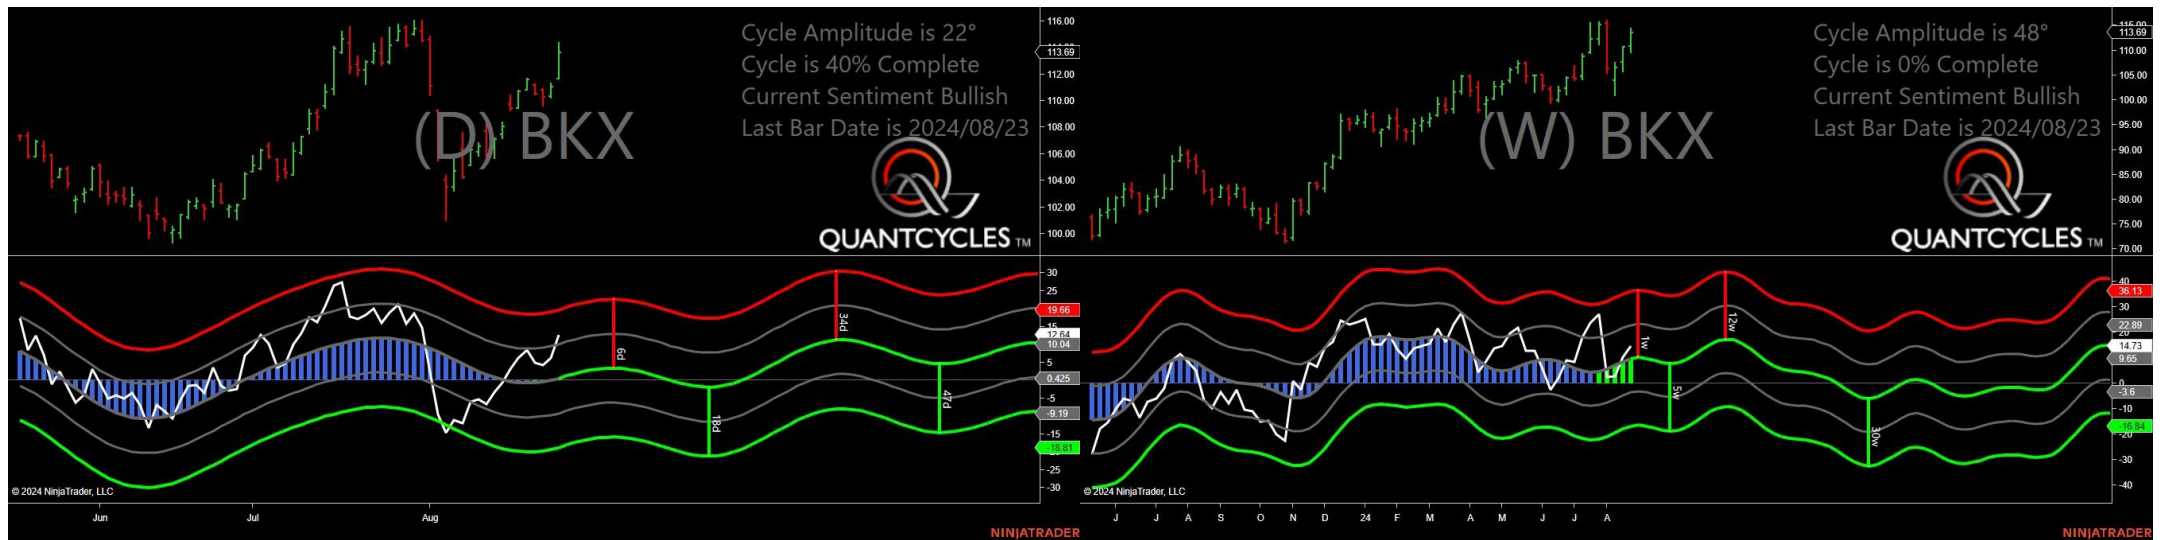 Cycle Amplitude is 22°
Cycle is 40% Complete
Current Sentiment Bullish
Last Bar Date is 2024/08/23
(D) BKX
QUANTCYCLES TM
116.00
113.69
112.00
110.00
108.00
106.00
104.00
102.00
100.00
30
25
19.66
15
12.64
10.04
5
0.425
-5
-9.19
-15
-18.81
-25
-30
6d
18d
34d
47d
© 2024 NinjaTrader, LLC
Jun Jul Aug
NINJATRADER
Cycle Amplitude is 48°
Cycle is 0% Complete
Current Sentiment Bullish
Last Bar Date is 2024/08/23
(W) BKX
QUANTCYCLES TM
115.00
113.69
110.00
105.00
100.00
95.00
90.00
85.00
80.00
75.00
70.00
40
36.13
30
22.89
14.73
9.65
0
-3.6
-10
-16.84
-20
-30
-40
1w
5w
12w
30w
© 2024 NinjaTrader, LLC
J J A S O N D 24 F M A M J J A
NINJATRADER